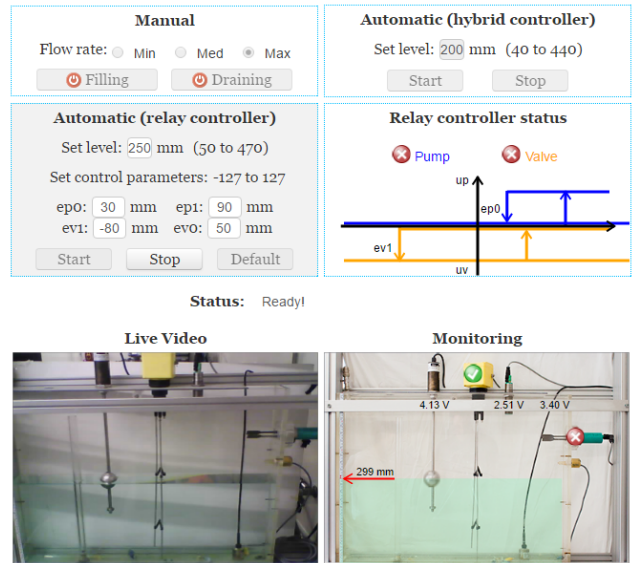 Manual
Flow rate: Min Med Max
Filling Draining
Automatic (hybrid controller)
Set level: 200 mm (40 to 440)
Start Stop
Automatic (relay controller)
Set level: 250 mm (50 to 470)
Set control parameters: -127 to 127
ep0: 30 mm ep1: 90 mm
ev1: -80 mm ev0: 50 mm
Start Stop Default
Relay controller status
Pump Valve
up
ep0
ev1
uv
Status: Ready!
Live Video
Monitoring
4.13 V 2.51 V 3.40 V
299 mm